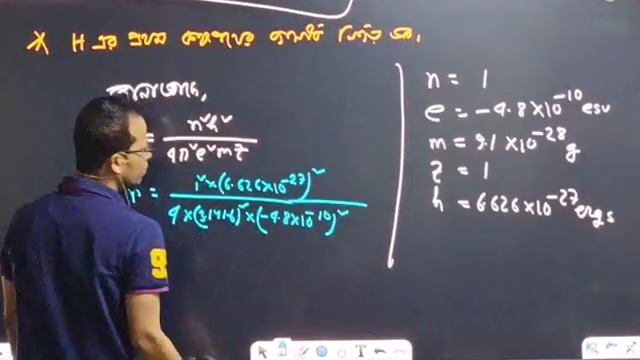 H এর প্রথম কক্ষপথের ব্যাসার্ধ নির্ণয় কর।
আমরা জানি,
= n²h² / 4π²e²mz
r = 1² × (6.626×10⁻²⁷)² / 4 × (3.1416)² × (-4.8×10⁻¹⁰)²
n = 1
e = -4.8×10⁻¹⁰ esu
m = 9.1×10⁻²⁸ g
z = 1
h = 6.626×10⁻²⁷ ergs
9
T